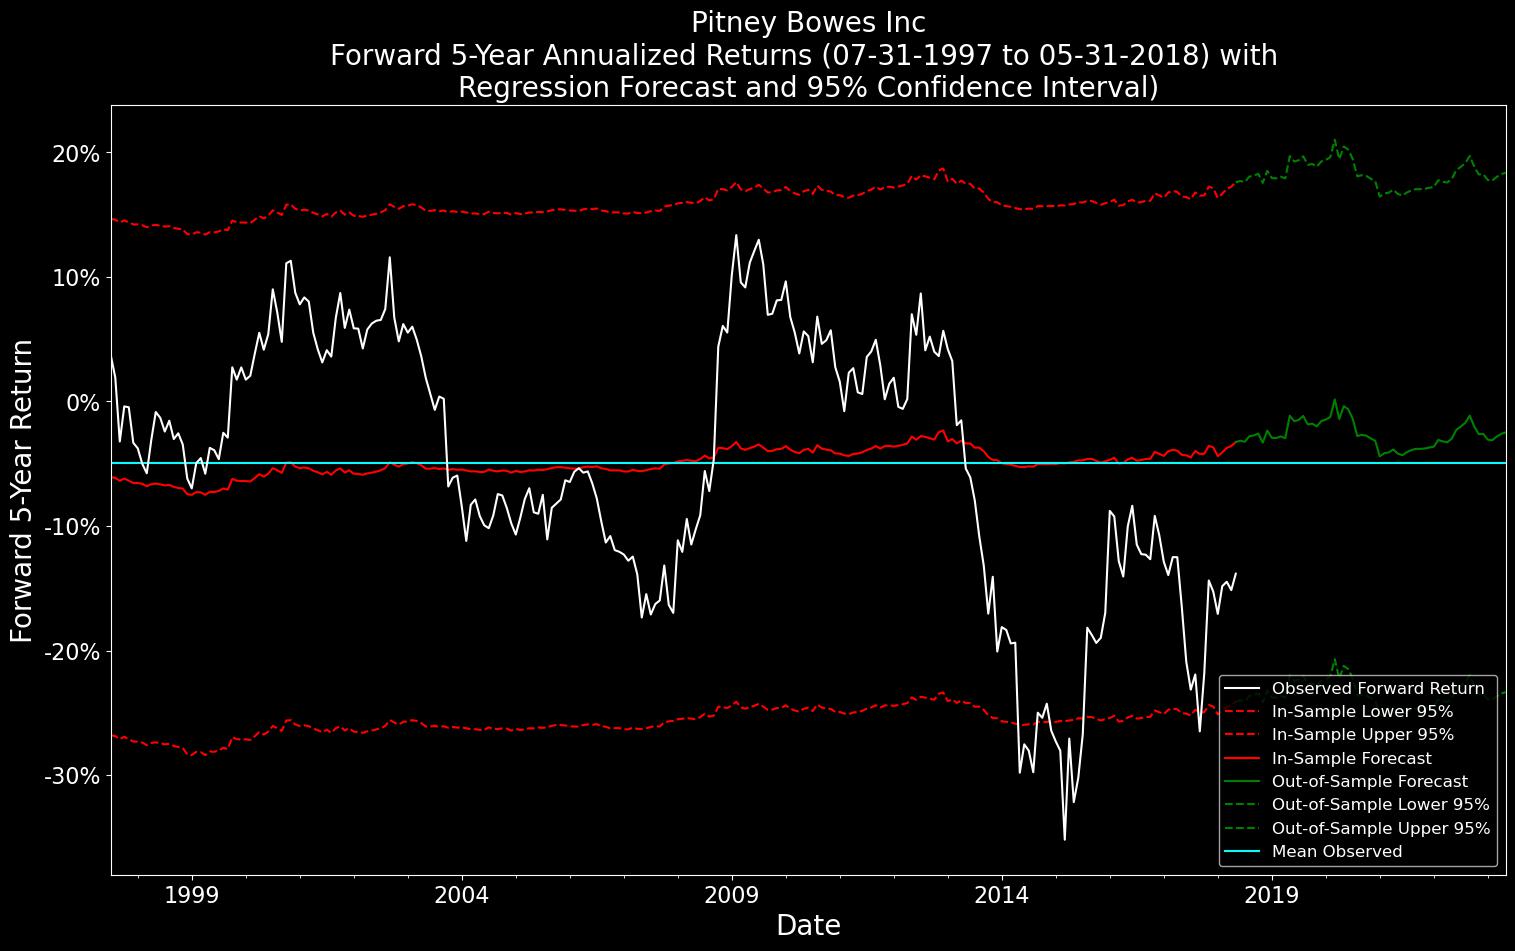 Pitney Bowes Inc
Forward 5-Year Annualized Returns (07-31-1997 to 05-31-2018) with
Regression Forecast and 95% Confidence Interval)
Forward 5-Year Return
20%
10%
0%
-10%
-20%
-30%
Observed Forward Return
In-Sample Lower 95%
In-Sample Upper 95%
In-Sample Forecast
Out-of-Sample Forecast
Out-of-Sample Lower 95%
Out-of-Sample Upper 95%
Mean Observed
1999
2004
2009
2014
2019
Date